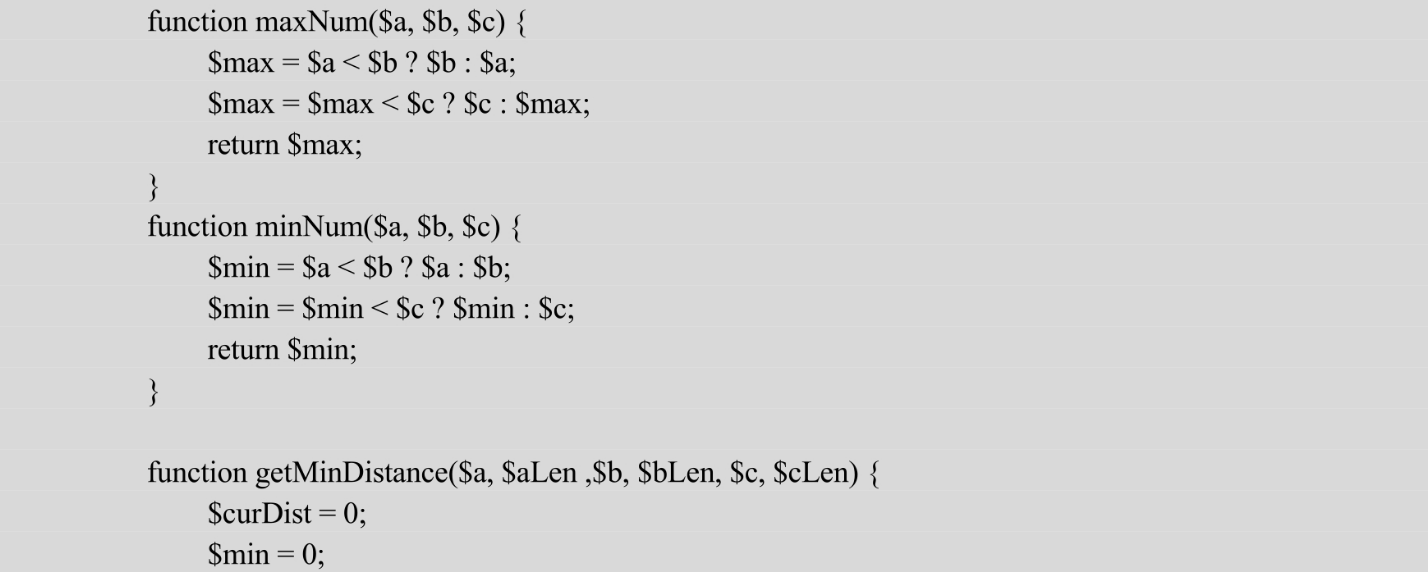 function maxNum($a, $b, $c) {
$max = $a < $b ? $b : $a;
$max = $max < $c ? $c : $max;
return $max;
}
function minNum($a, $b, $c) {
$min = $a < $b ? $a : $b;
$min = $min < $c ? $min : $c;
return $min;
}
function getMinDistance($a, $aLen ,$b, $bLen, $c, $cLen) {
$curDist = 0;
$min = 0;